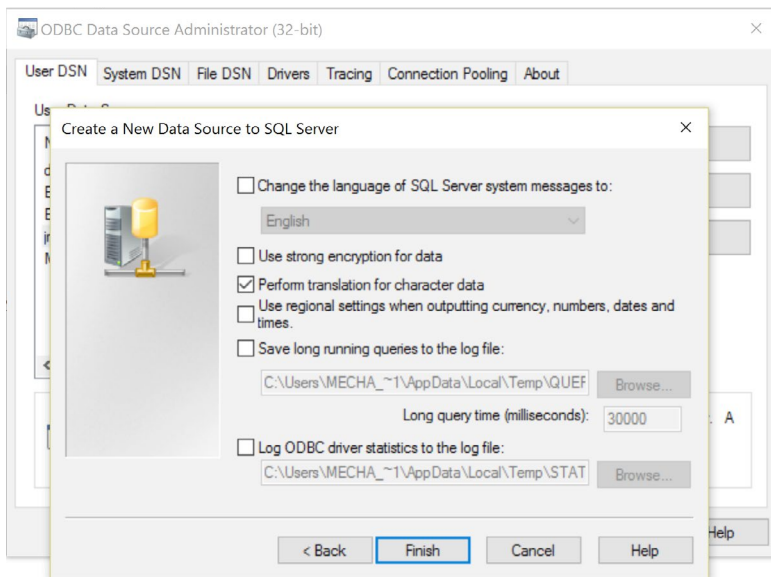 ODBC Data Source Administrator (32-bit)
User DSN System DSN File DSN Drivers Tracing Connection Pooling About
Create a New Data Source to SQL Server
Change the language of SQL Server system messages to:
English
Use strong encryption for data
Perform translation for character data
Use regional settings when outputting currency, numbers, dates and
times.
Save long running queries to the log file:
C:\Users\MECHA_~1\AppData\Local\Temp\QUEF
Browse...
Long query time (milliseconds):
30000
. A
Log ODBC driver statistics to the log file:
C:\Users\MECHA_~1\AppData\Local\Temp\STAT
Browse...
< Back
Finish
Cancel
Help
Help